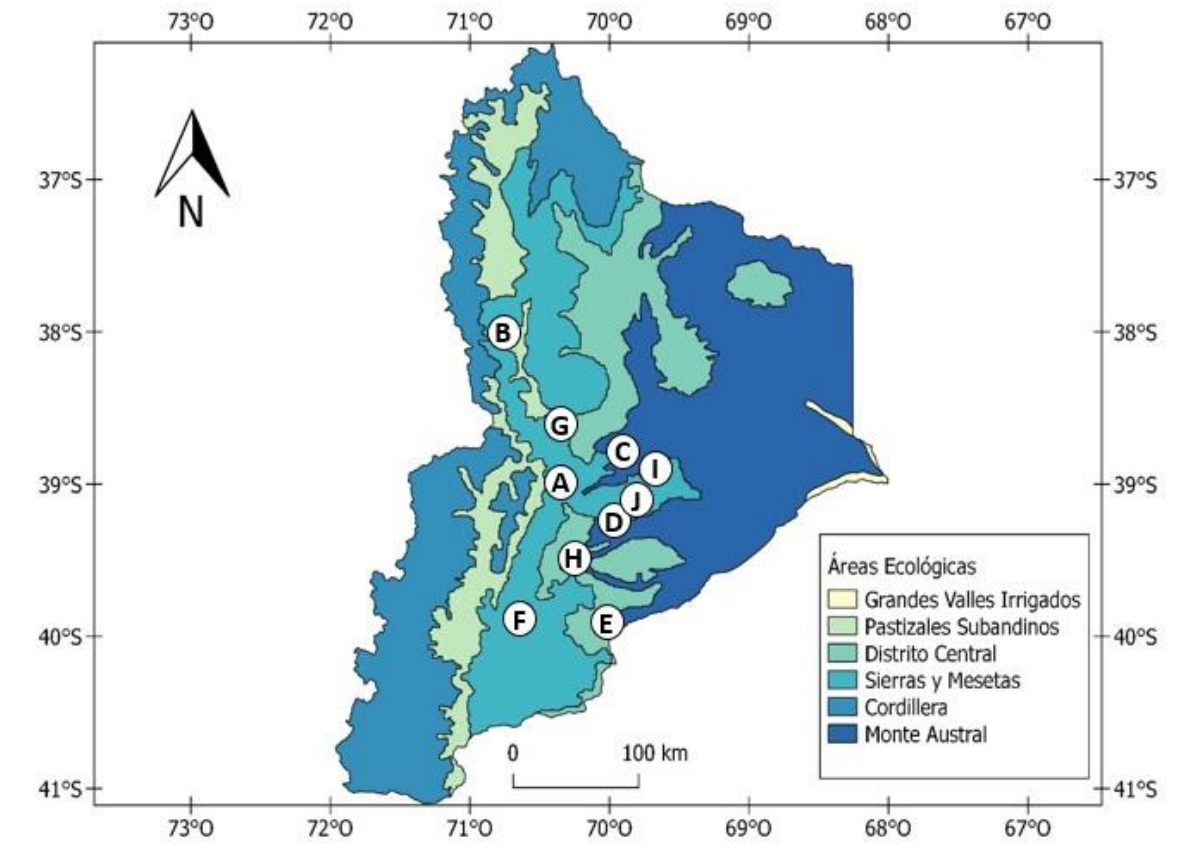 73°O 72°O 71°O 70°O 69°O 68°O 67°O
N
37°S 37°S
38°S B 38°S
G
C
I
39°S A 39°S
J
D
H
F
E
40°S 40°S
Áreas Ecológicas
Grandes Valles Irrigados
Pastizales Subandinos
Distrito Central
Sierras y Mesetas
Cordillera
Monte Austral
0 100 km
41°S 41°S
73°O 72°O 71°O 70°O 69°O 68°O 67°O